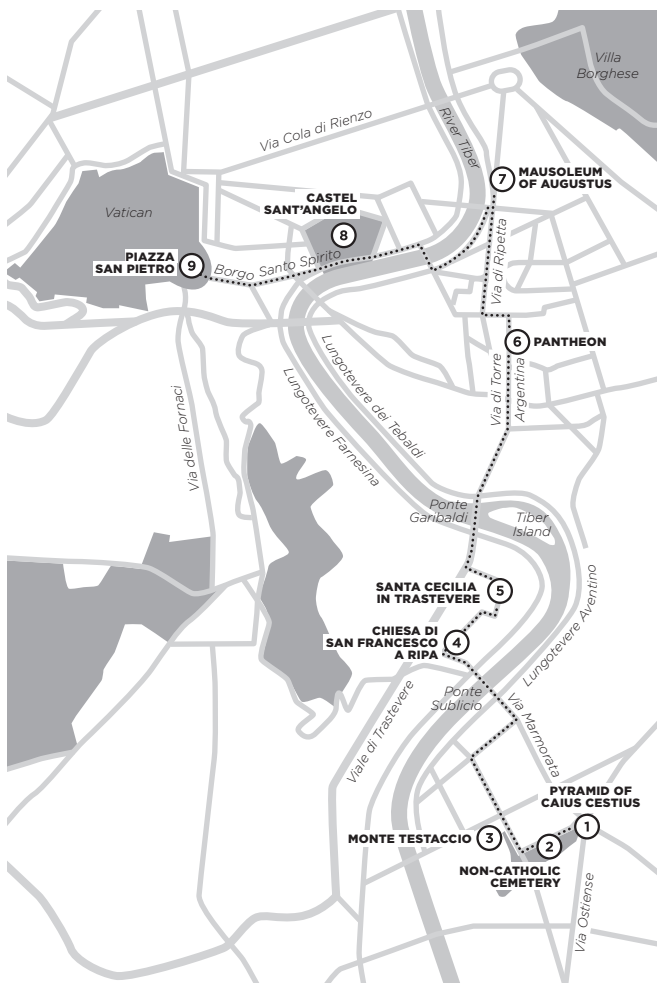 Villa
Borghese
Via Cola di Rienzo
River Tiber
7
MAUSOLEUM
OF AUGUSTUS
CASTEL
SANT’ANGELO
8
Vatican
PIAZZA
SAN PIETRO
9
Borgo Santo Spirito
Via di Ripetta
6
PANTHEON
Via di Torre
Argentina
Lungotevere dei Tebaldi
Lungotevere Farnesina
Via delle Fornaci
Ponte
Garibaldi
Tiber
Island
SANTA CECILIA
IN TRASTEVERE
5
CHIESA DI
SAN FRANCESCO
A RIPA
4
Lungotevere Aventino
Ponte
Sublicio
Viale di Trastevere
Via Marmorata
PYRAMID OF
CAIUS CESTIUS
1
MONTE TESTACCIO
3
2
NON-CATHOLIC
CEMETERY
Via Ostiense